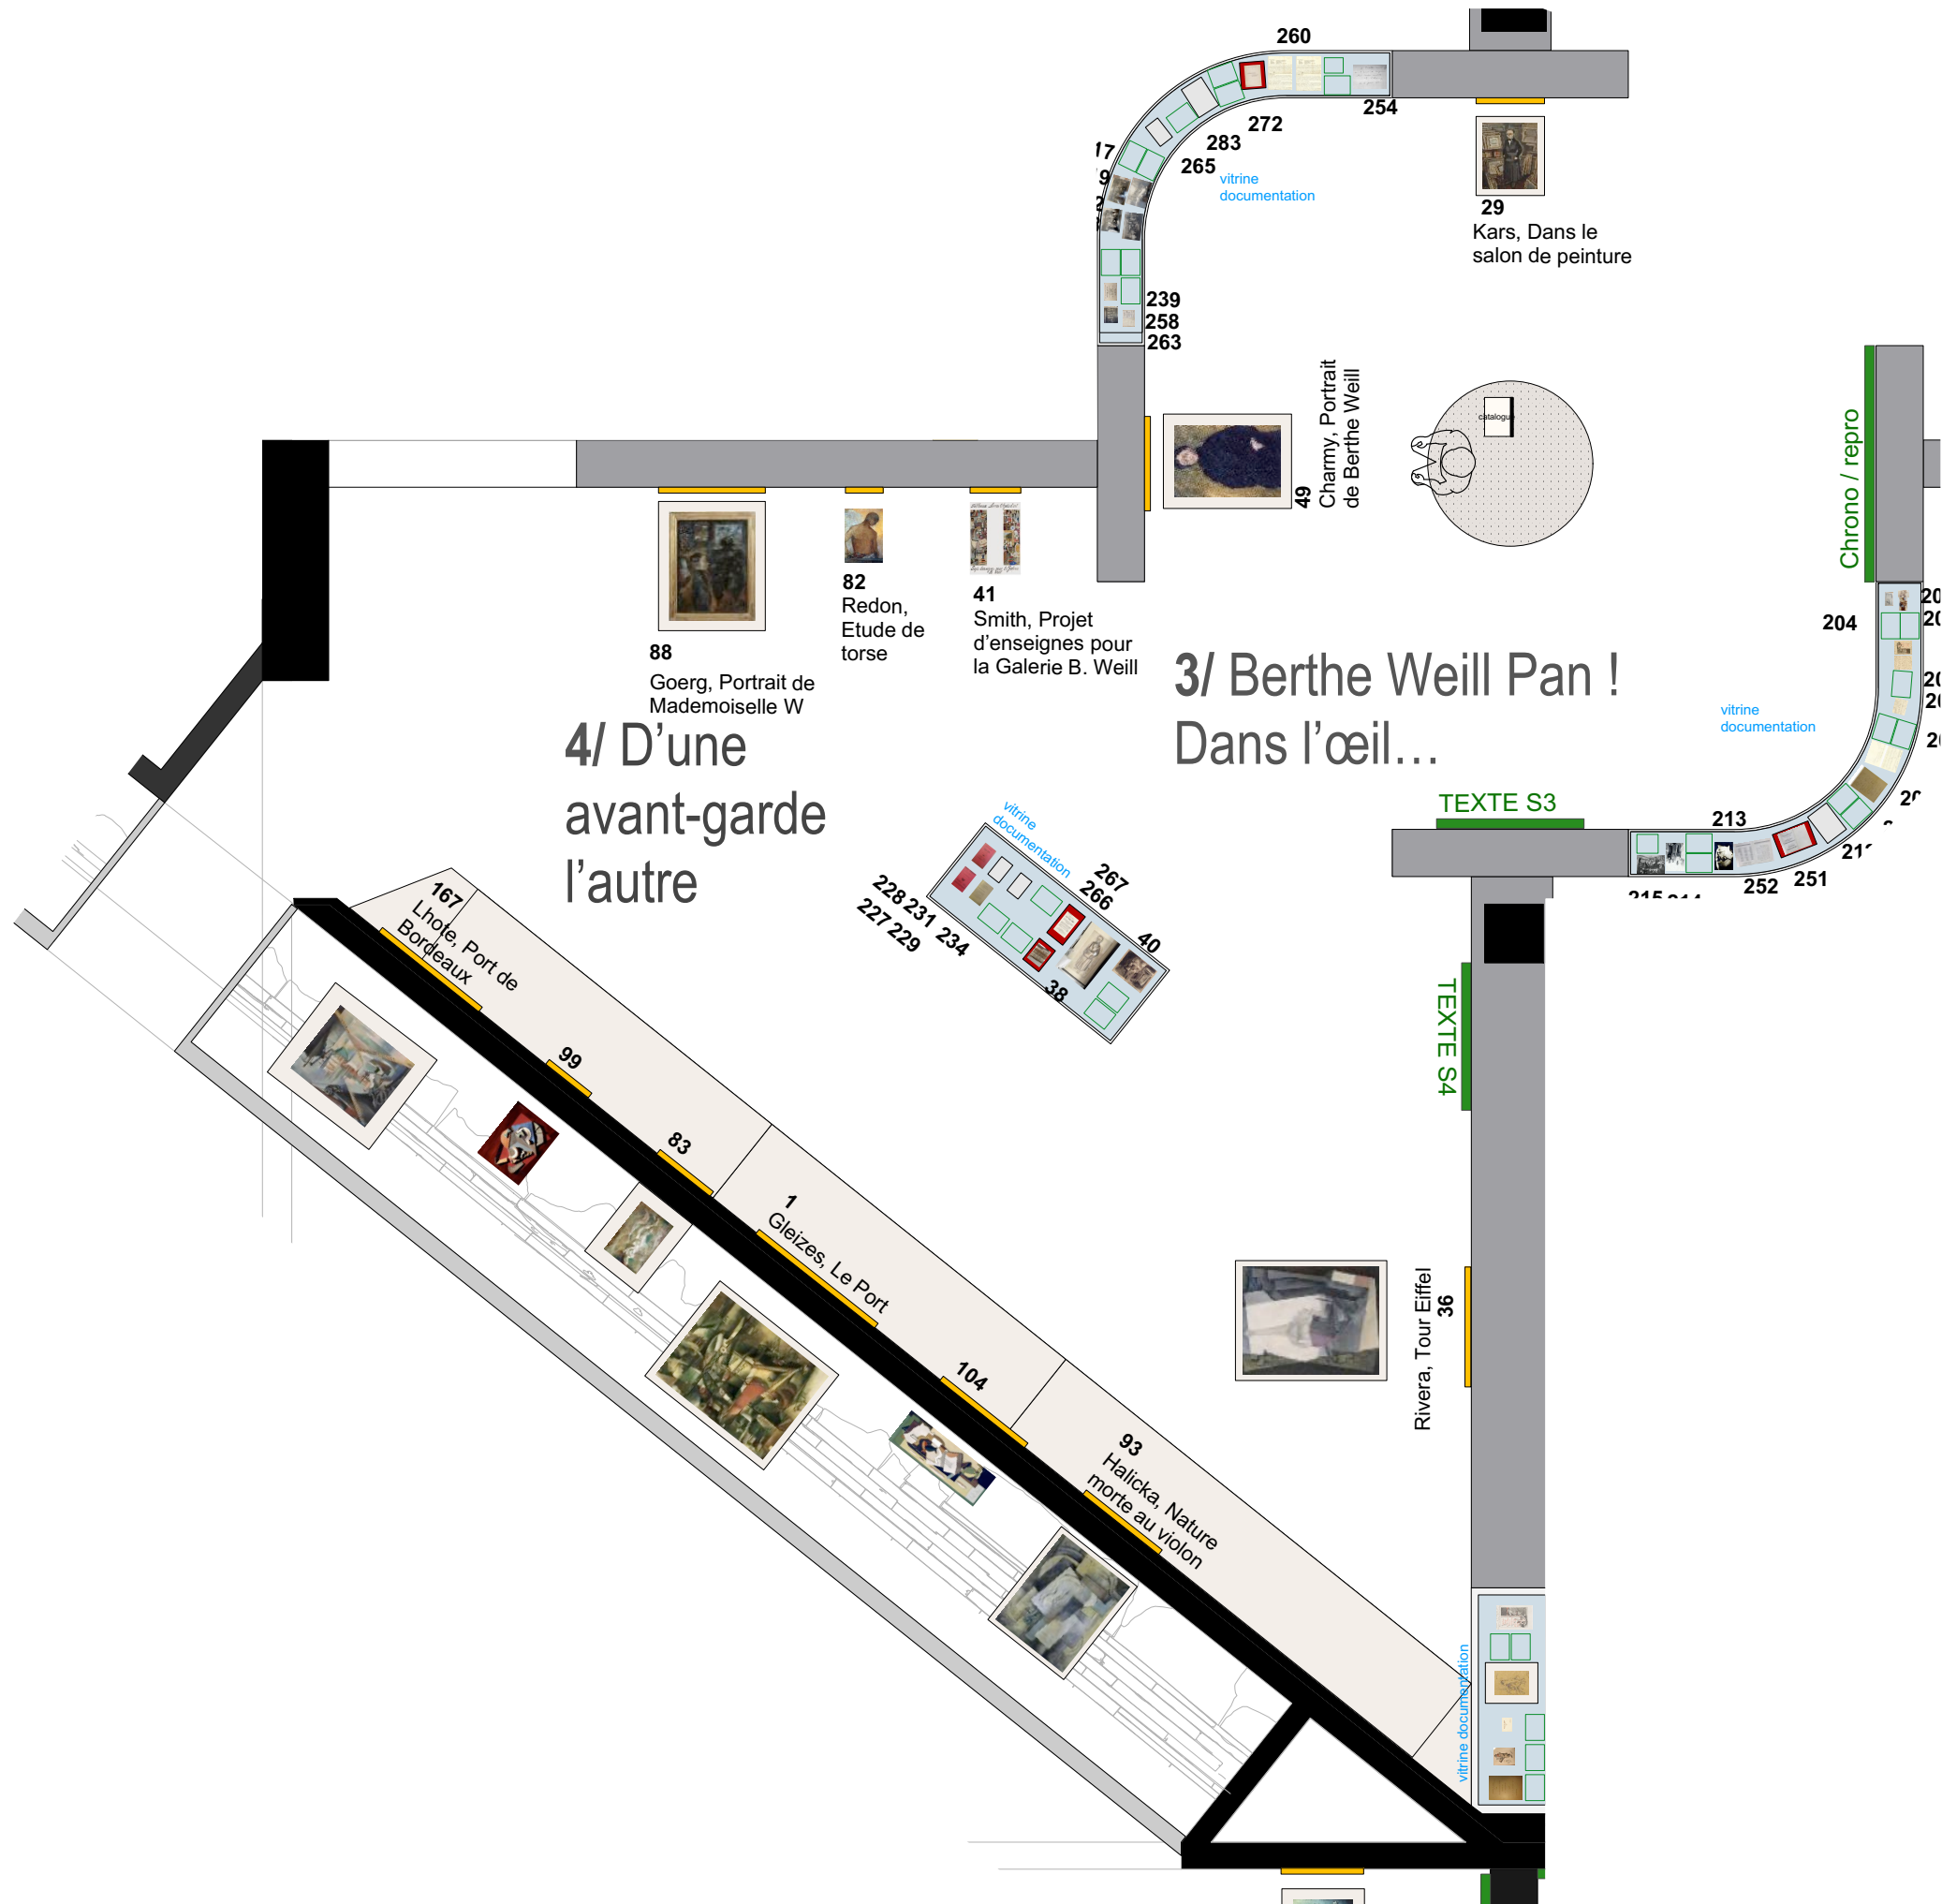 260
254
272
283
265
17
vitrine
documentation
29
Kars, Dans le
salon de peinture
239
258
263
49
Charmy, Portrait
de Berthe Weill
catalogue
Chrono / repro
204
82
Redon,
Etude de
torse
41
Smith, Projet
d'enseignes pour
la Galerie B. Weill
88
Goerg, Portrait de
Mademoiselle W
3/ Berthe Weill Pan !
Dans l'œil…
4/ D'une
avant-garde
l'autre
vitrine
documentation
TEXTE S3
213
252
251
vitrine
documentation
267
266
40
228 231
227 229
234
38
TEXTE S4
167
Lhote, Port de
Bordeaux
99
83
1
Gleizes, Le Port
104
93
Halicka, Nature
morte au violon
Rivera, Tour Eiffel
36
vitrine documentation